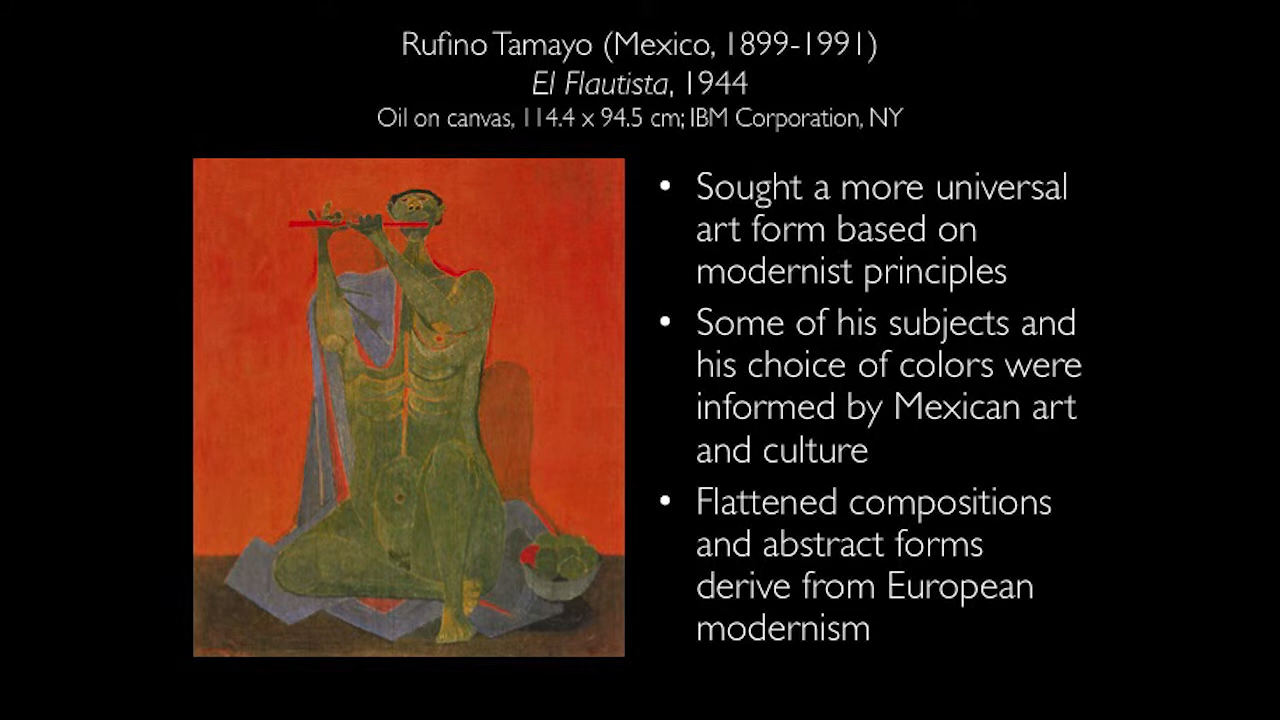 Rufino Tamayo (Mexico, 1899-1991)
El Flautista, 1944
Oil on canvas, 114.4 x 94.5 cm; IBM Corporation, NY
• Sought a more universal
art form based on
modernist principles
• Some of his subjects and
his choice of colors were
informed by Mexican art
and culture
• Flattened compositions
and abstract forms
derive from European
modernism